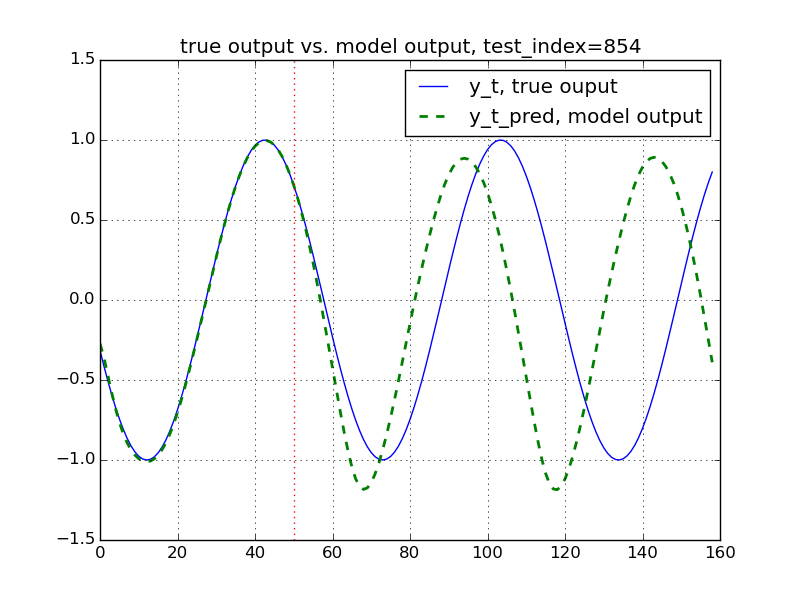 true output vs. model output, test_index=854
y_t, true ouput
y_t_pred, model output
1.5
1.0
0.5
0.0
−0.5
−1.0
−1.5
0 20 40 60 80 100 120 140 160